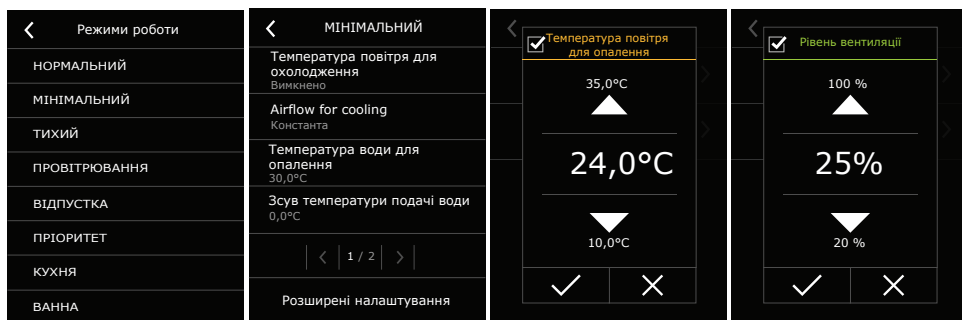 Режими роботи
НОРМАЛЬНИЙ
МІНІМАЛЬНИЙ
ТИХИЙ
ПРОВІТРЮВАННЯ
ВІДПУСТКА
ПРІОРИТЕТ
КУХНЯ
ВАННА
МІНІМАЛЬНИЙ
Температура повітря для
охолодження
Вимкнено
Airflow for cooling
Константа
Температура води для
опалення
30,0°C
Зсув температури подачі води
0,0°C
1 / 2
Розширені налаштування
Температура повітря
для опалення
35,0°C
24,0°C
10,0°C
Рівень вентиляції
100 %
25%
20 %